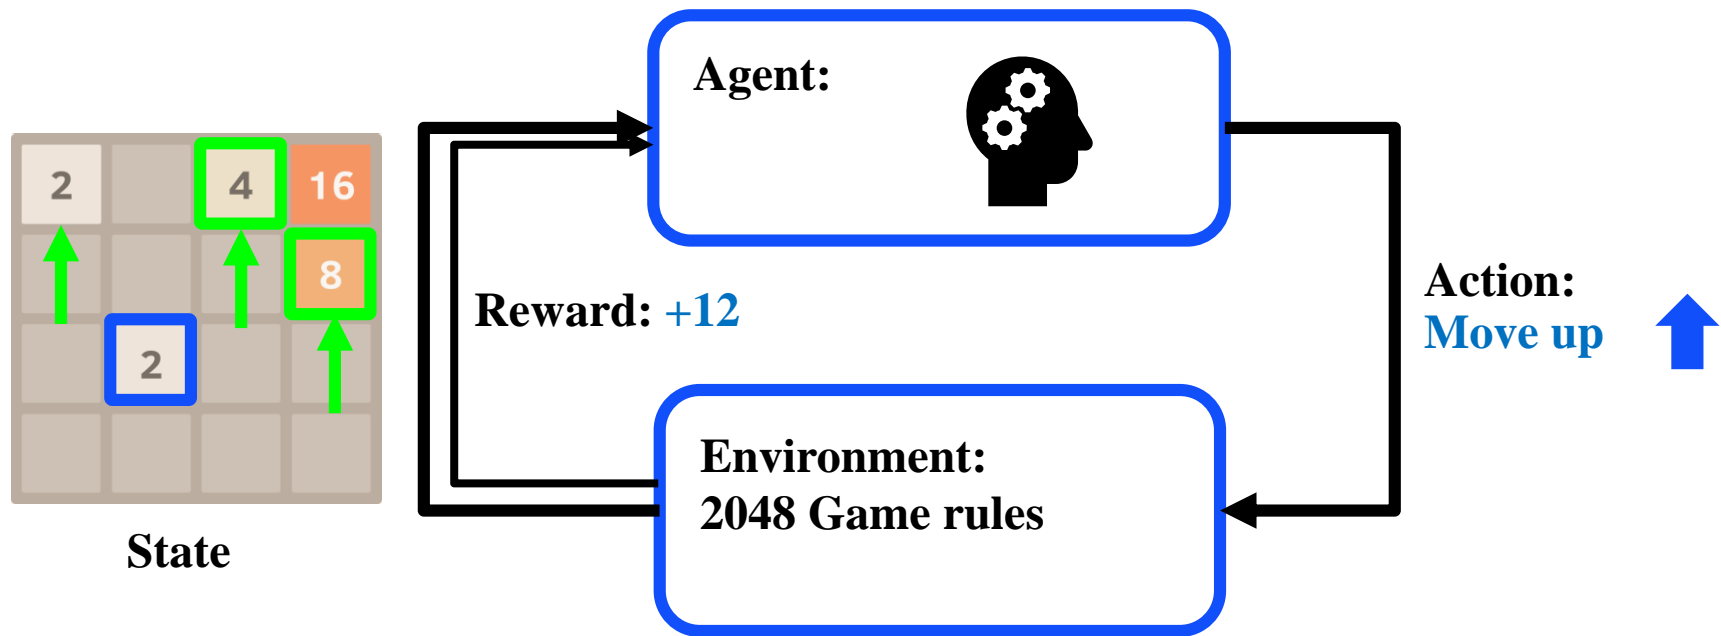 Agent:
2 4 16
8
2
State
Reward: +12
Action:
Move up
Environment:
2048 Game rules